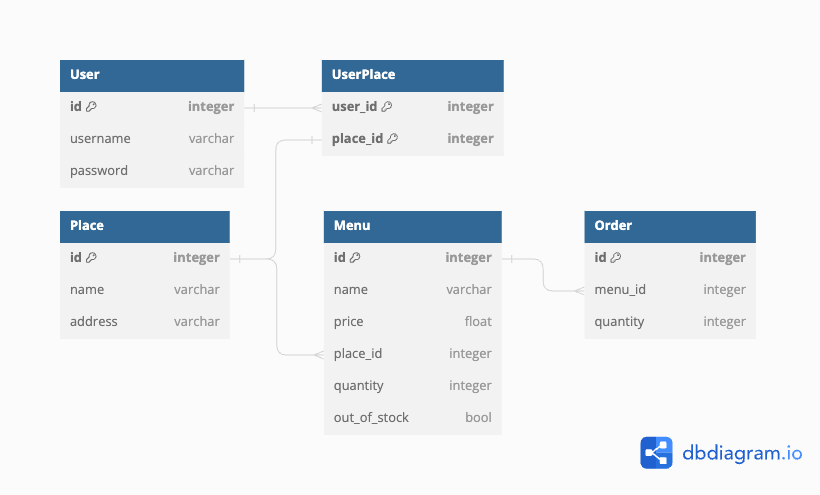 User
id integer
username varchar
password varchar
UserPlace
user_id integer
place_id integer
Place
id integer
name varchar
address varchar
Menu
id integer
name varchar
price float
place_id integer
quantity integer
out_of_stock bool
Order
id integer
menu_id integer
quantity integer
dbdiagram.io